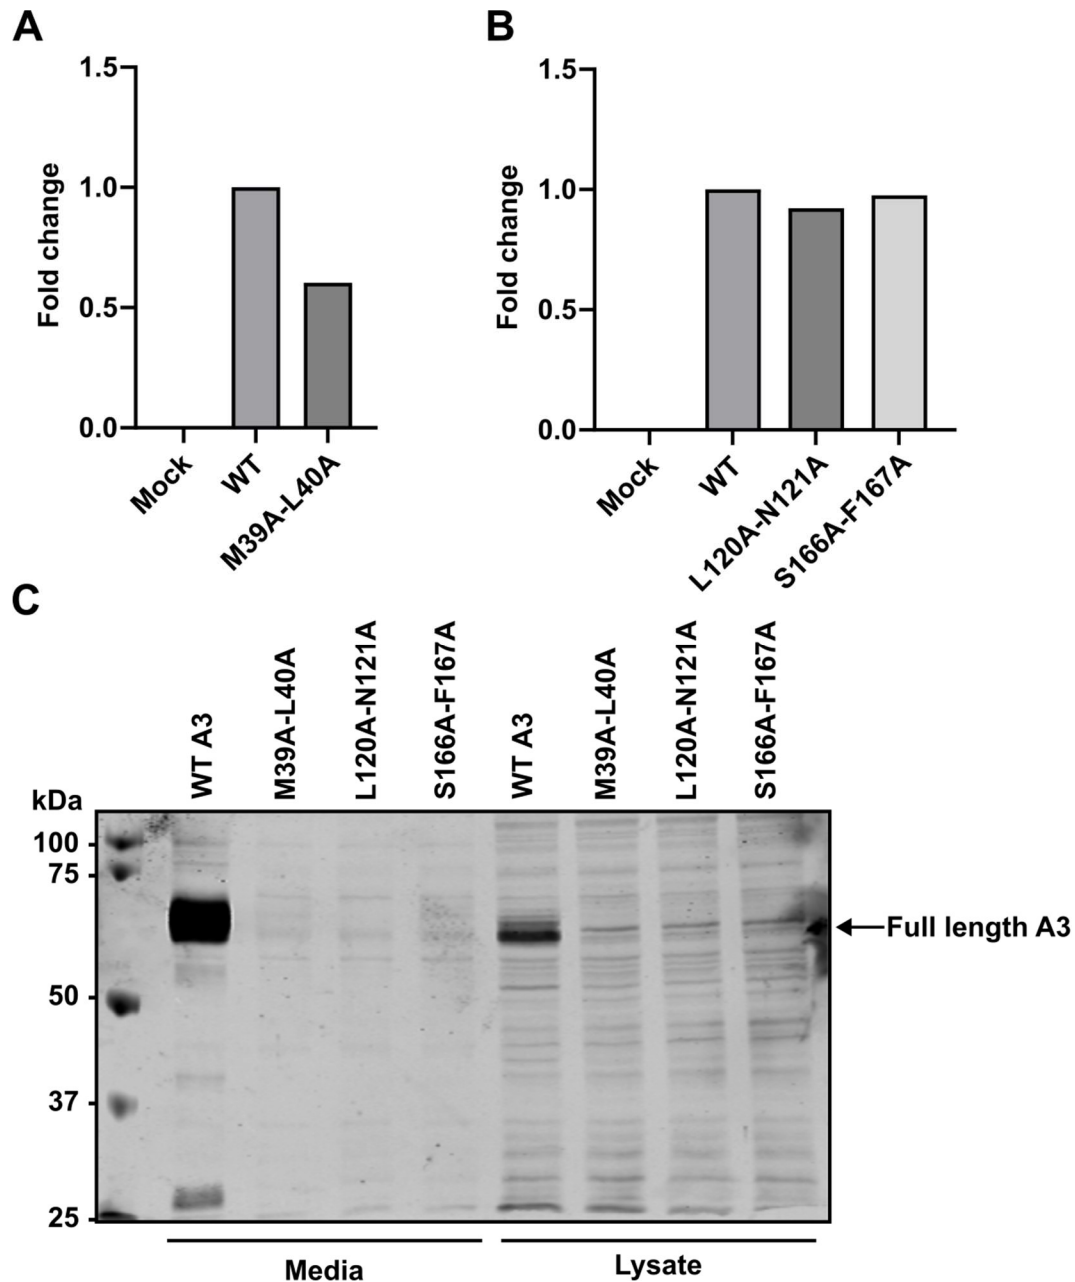 A
Fold change
1.5
1.0
0.5
0.0
Mock
WT
M39A-L40A
B
Fold change
1.5
1.0
0.5
0.0
Mock
WT
L120A-N121A
S166A-F167A
C
WT A3
M39A-L40A
L120A-N121A
S166A-F167A
WT A3
M39A-L40A
L120A-N121A
S166A-F167A
kDa
100
75
50
37
25
Full length A3
Media
Lysate